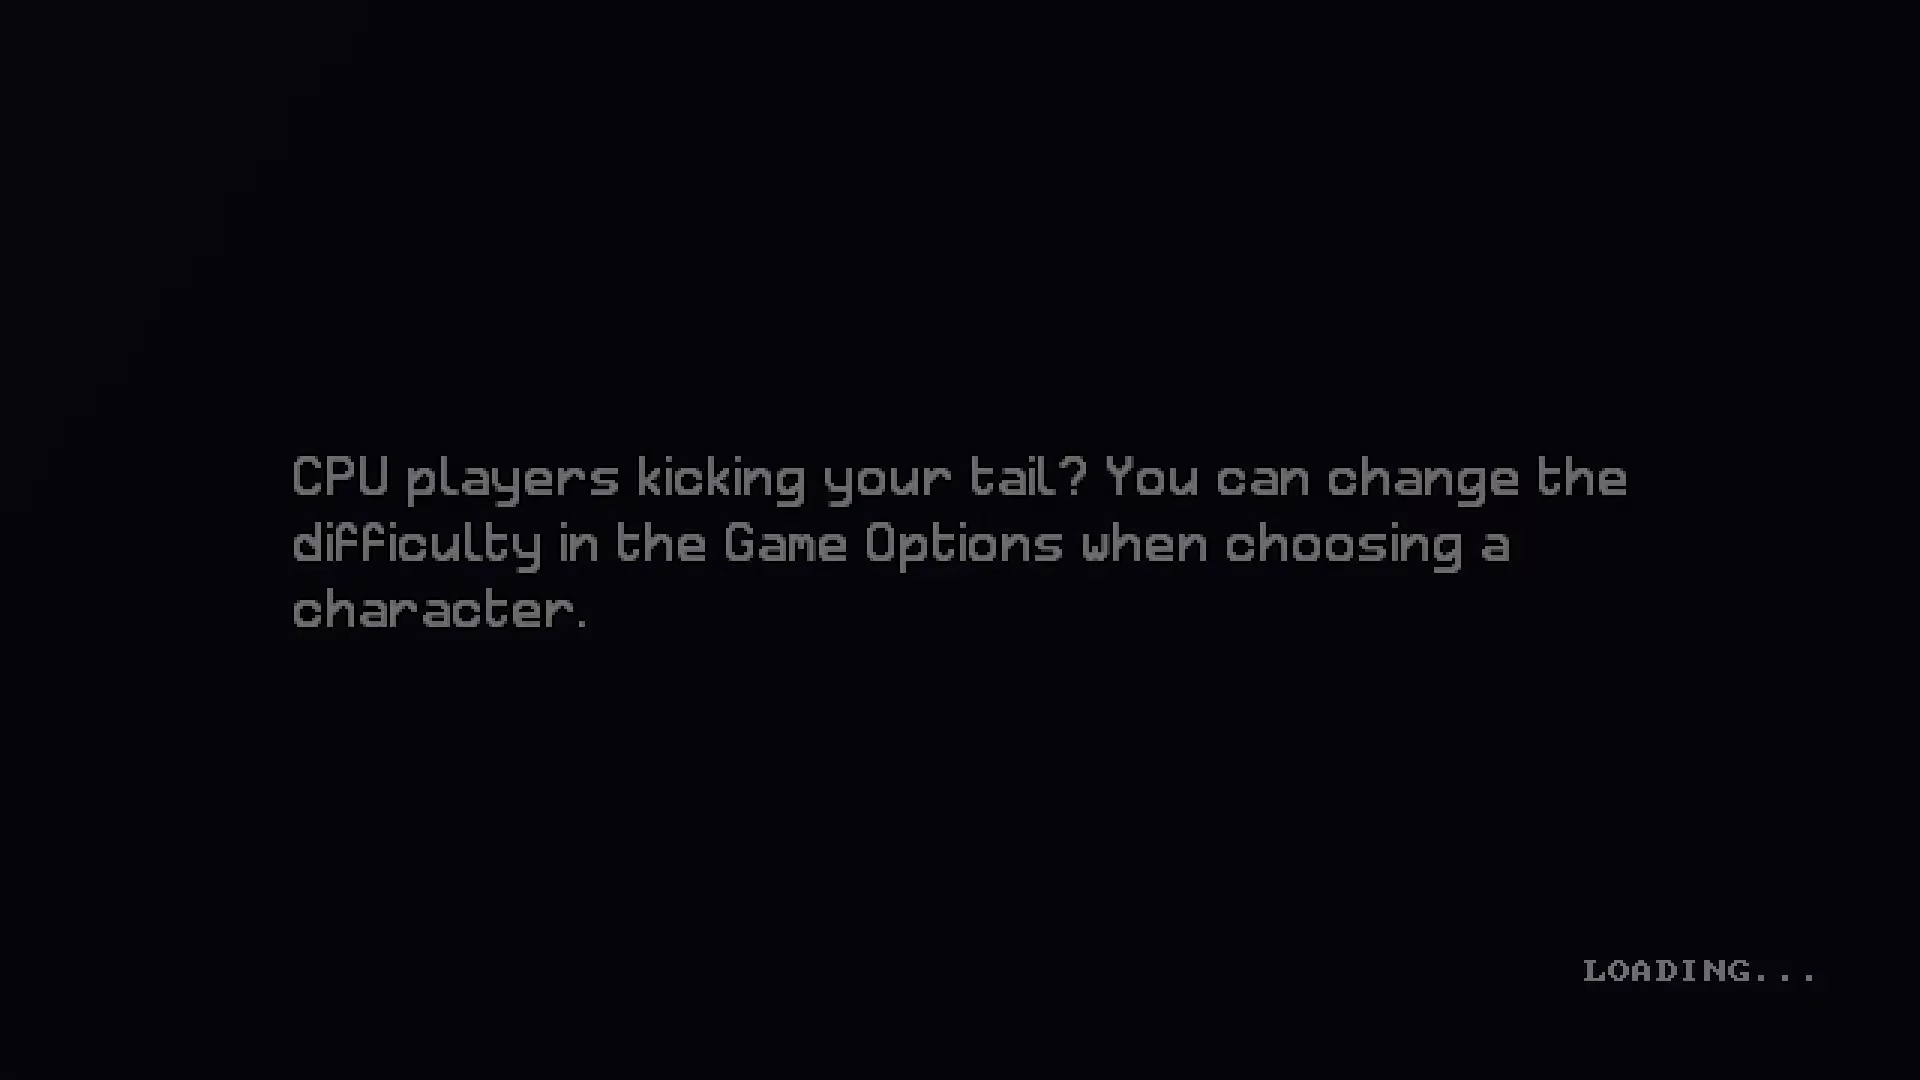 CPU players kicking your tail? You can change the
difficulty in the Game Options when choosing a
character.
LOADING...